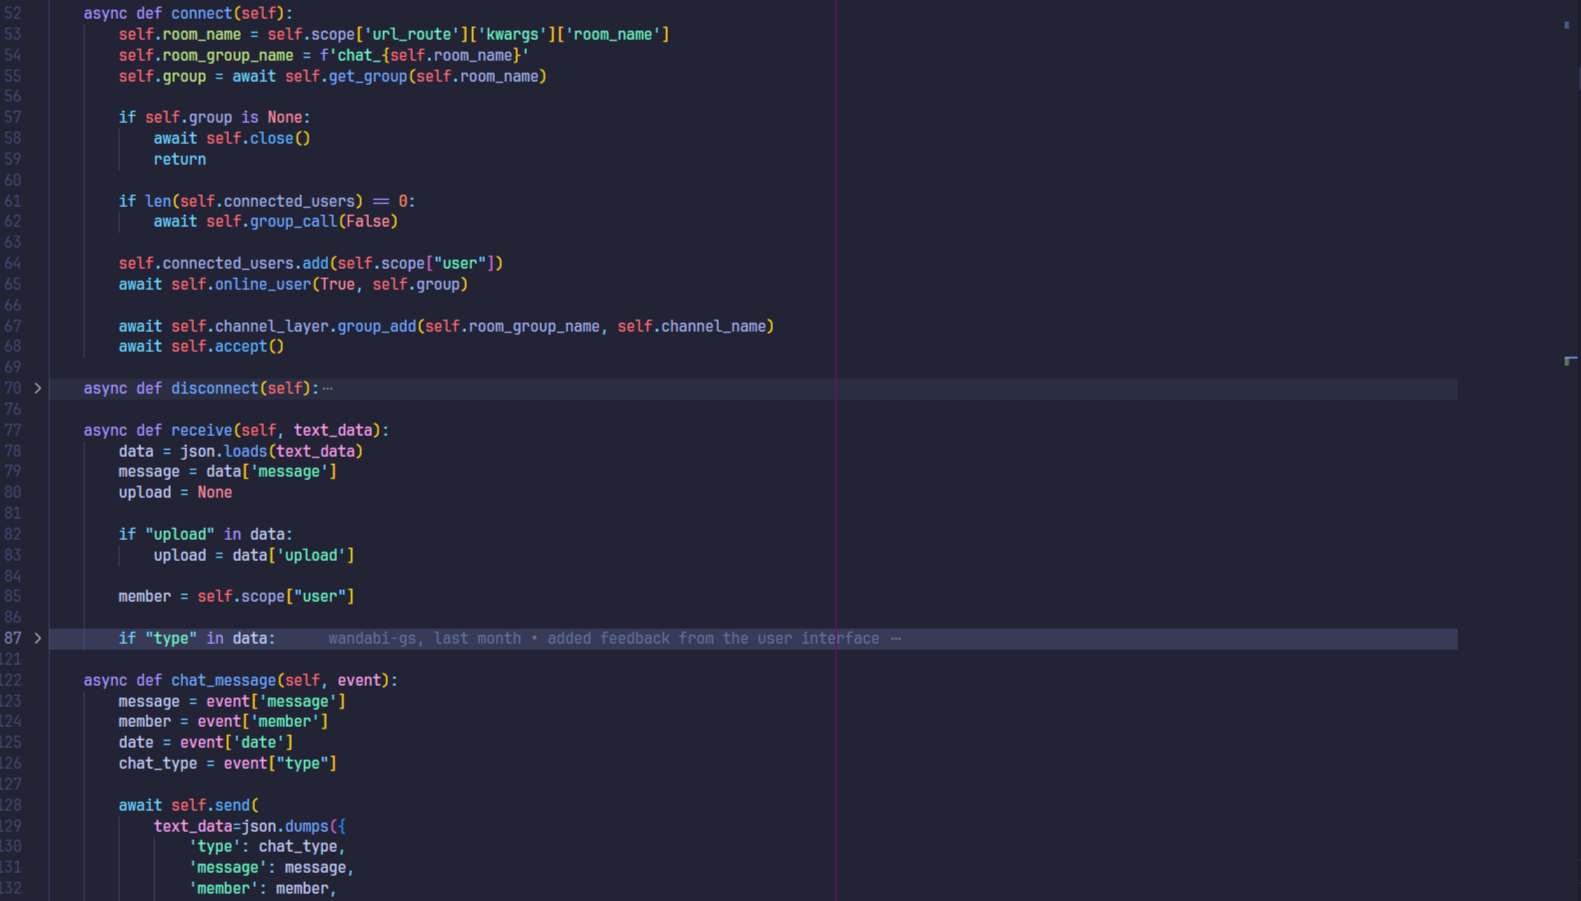 52 async def connect(self):
53 self.room_name = self.scope['url_route']['kwargs']['room_name']
54 self.room_group_name = f'chat_{self.room_name}'
55 self.group = await self.get_group(self.room_name)
56
57 if self.group is None:
58 await self.close()
59 return
60
61 if len(self.connected_users) == 0:
62 await self.group_call(False)
63
64 self.connected_users.add(self.scope["user"])
65 await self.online_user(True, self.group)
66
67 await self.channel_layer.group_add(self.room_group_name, self.channel_name)
68 await self.accept()
69
70 > async def disconnect(self): ⋯
76
77 async def receive(self, text_data):
78 data = json.loads(text_data)
79 message = data['message']
80 upload = None
81
82 if "upload" in data:
83 upload = data['upload']
84
85 member = self.scope["user"]
86
87 > if "type" in data: wandabi-gs, last month • added feedback from the user interface ⋯
121
122 async def chat_message(self, event):
123 message = event['message']
124 member = event['member']
125 date = event['date']
126 chat_type = event["type"]
127
128 await self.send(
129 text_data=json.dumps({
130 'type': chat_type,
131 'message': message,
132 'member': member,